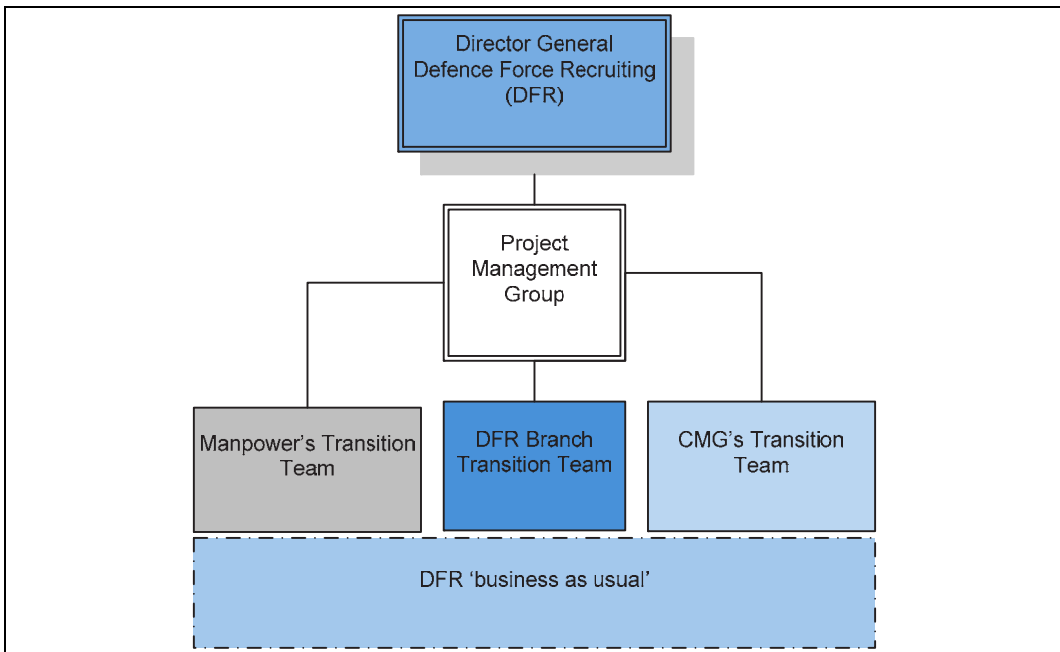 Director General
Defence Force Recruiting
(DFR)
Project
Management
Group
Manpower’s Transition
Team
DFR Branch
Transition Team
CMG’s Transition
Team
DFR ‘business as usual’